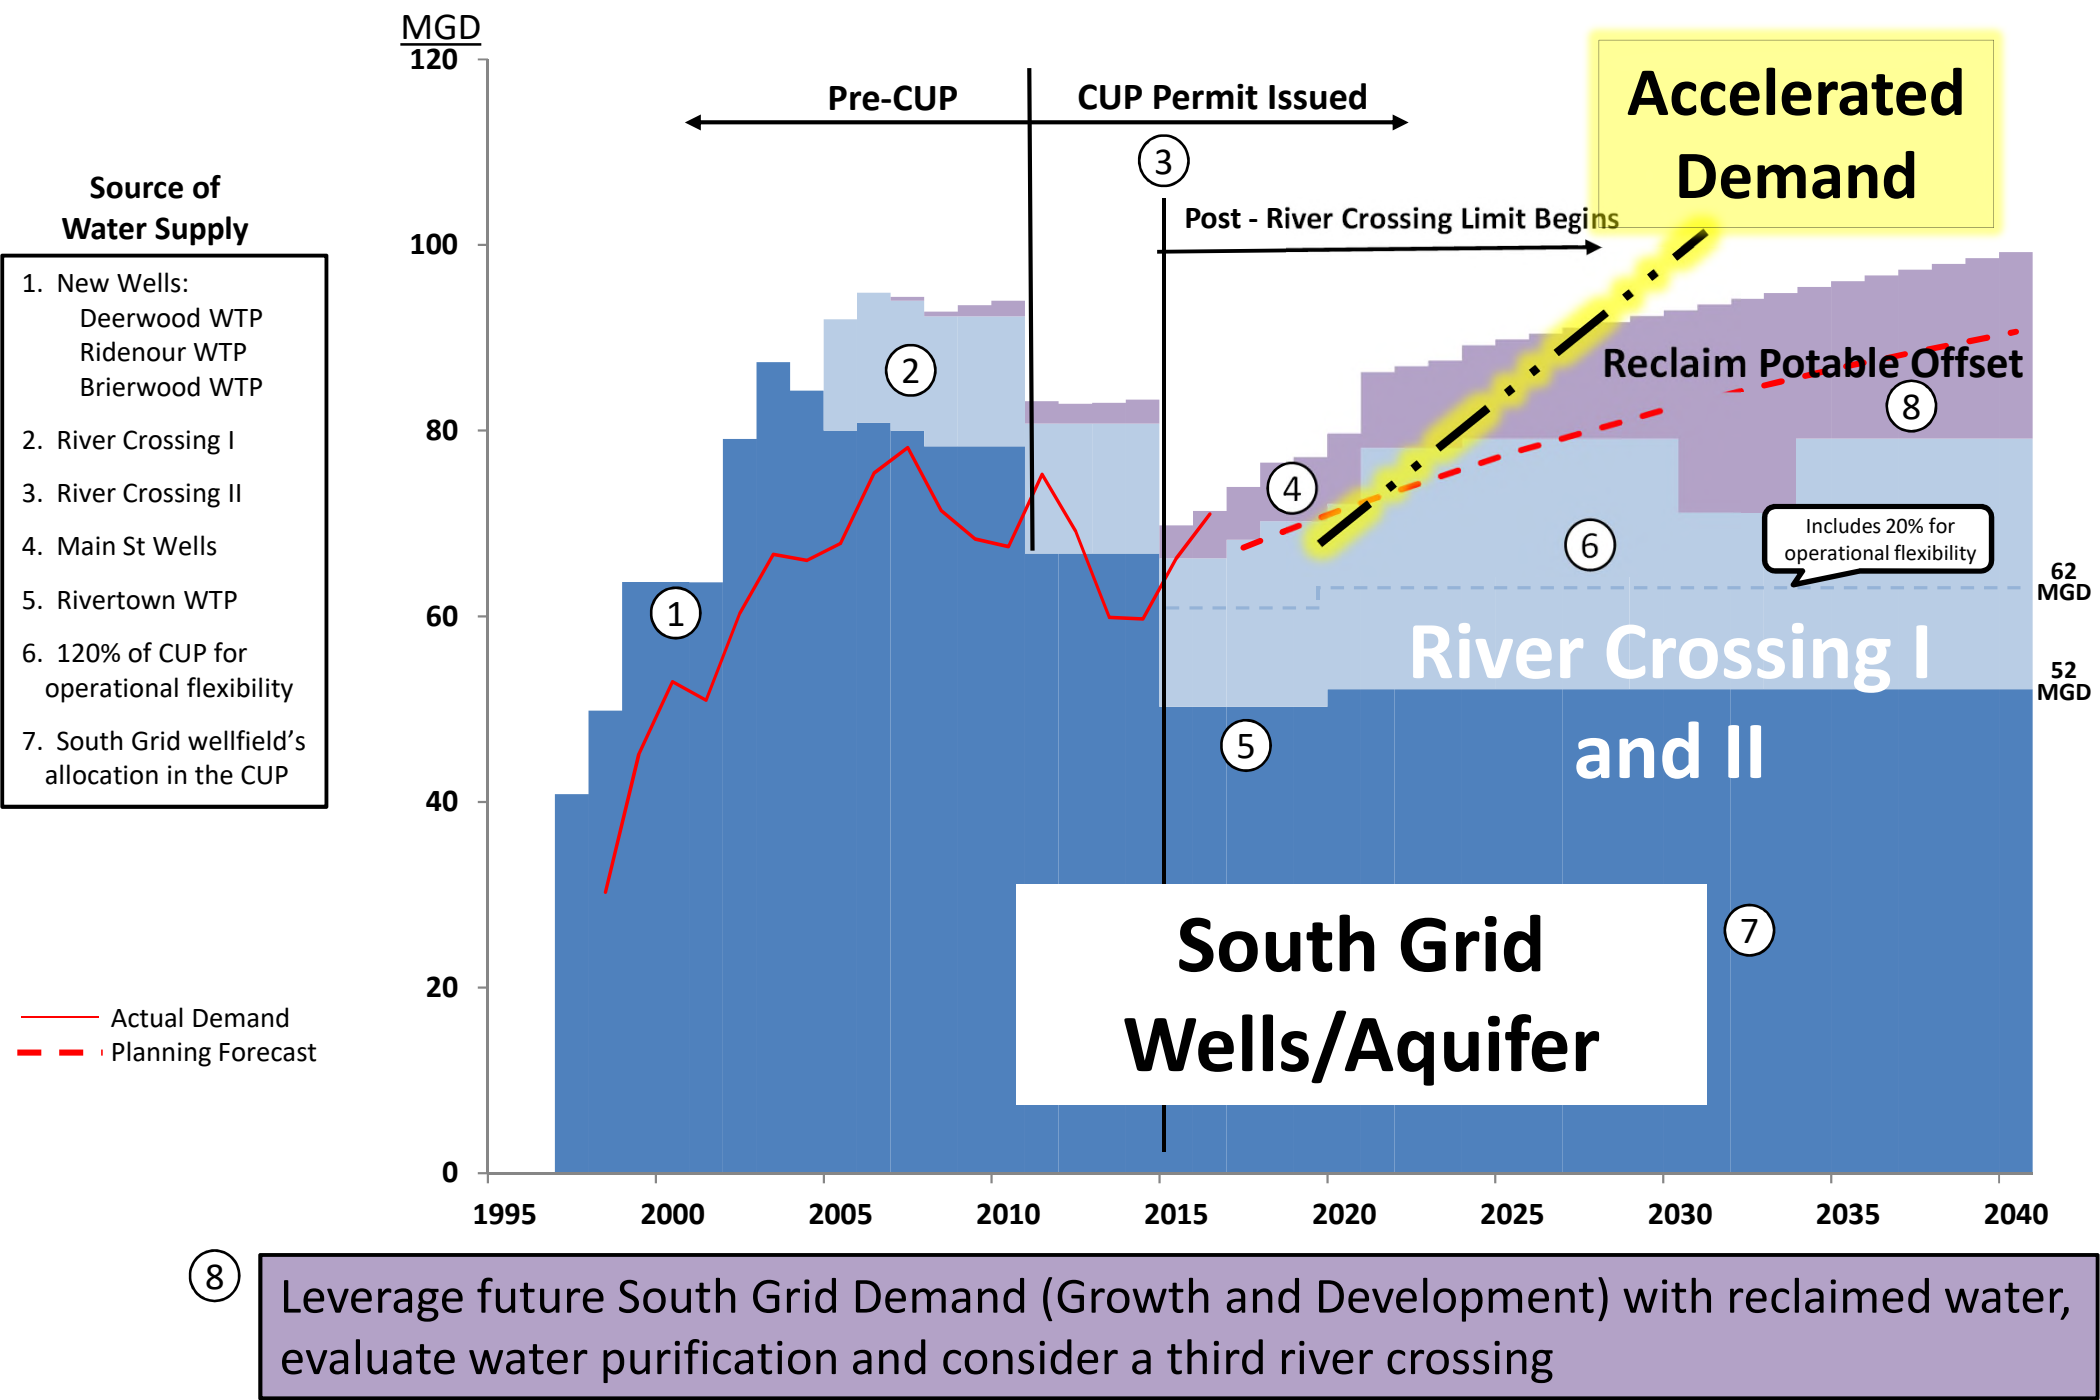 MGD
120
100
80
60
40
20
0
Pre-CUP
CUP Permit Issued
3
Post - River Crossing Limit Begins
Accelerated
Demand
Source of
Water Supply
1. New Wells:
Deerwood WTP
Ridenour WTP
Brierwood WTP
2. River Crossing I
3. River Crossing II
4. Main St Wells
5. Rivertown WTP
6. 120% of CUP for
operational flexibility
7. South Grid wellfield's
allocation in the CUP
Actual Demand
Planning Forecast
2
1
4
Reclaim Potable Offset
8
6
Includes 20% for
operational flexibility
62
MGD
River Crossing I
and II
52
MGD
5
7
South Grid
Wells/Aquifer
1995
2000
2005
2010
2015
2020
2025
2030
2035
2040
8
Leverage future South Grid Demand (Growth and Development) with reclaimed water,
evaluate water purification and consider a third river crossing